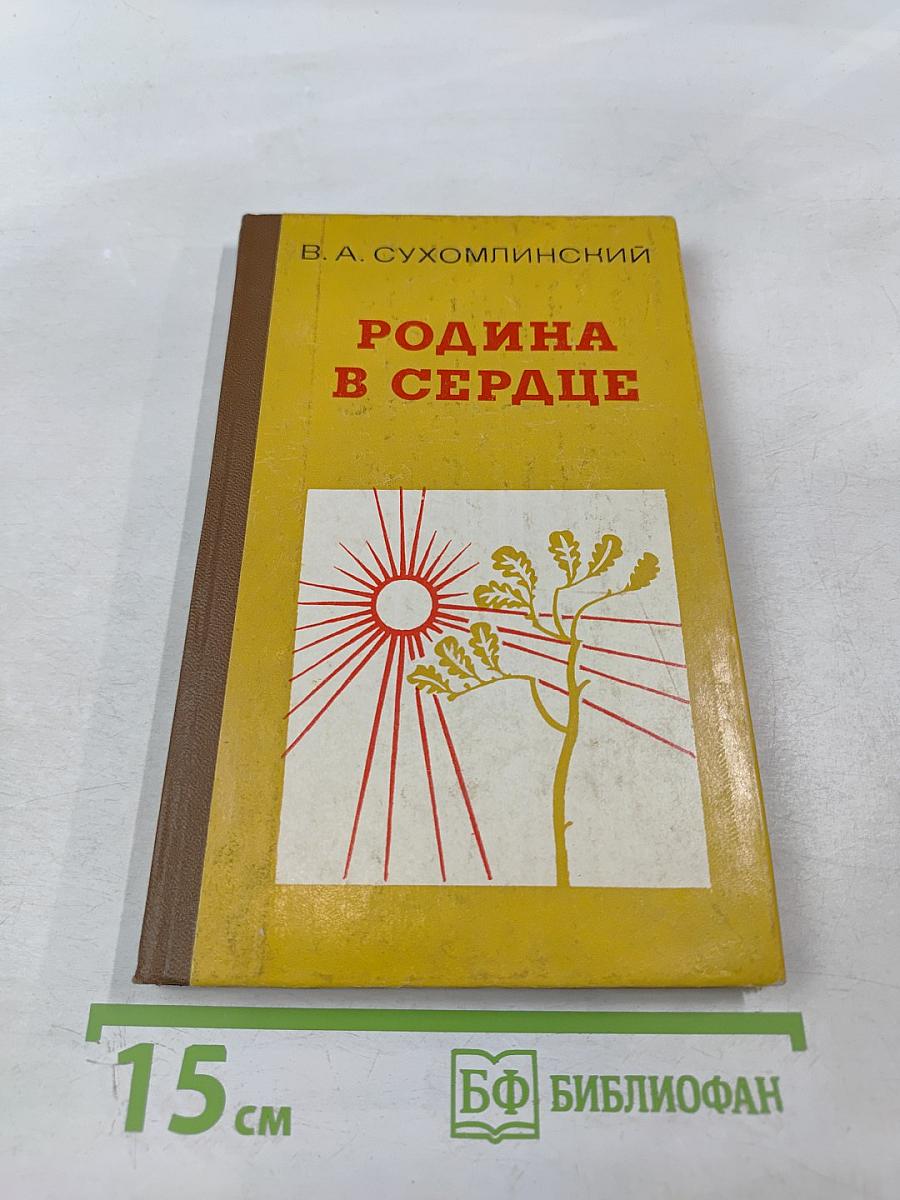 В. А. СУХОМЛИНСКИЙ
РОДИНА
В СЕРДЦЕ
15 см
БФ БИБЛИОФАН